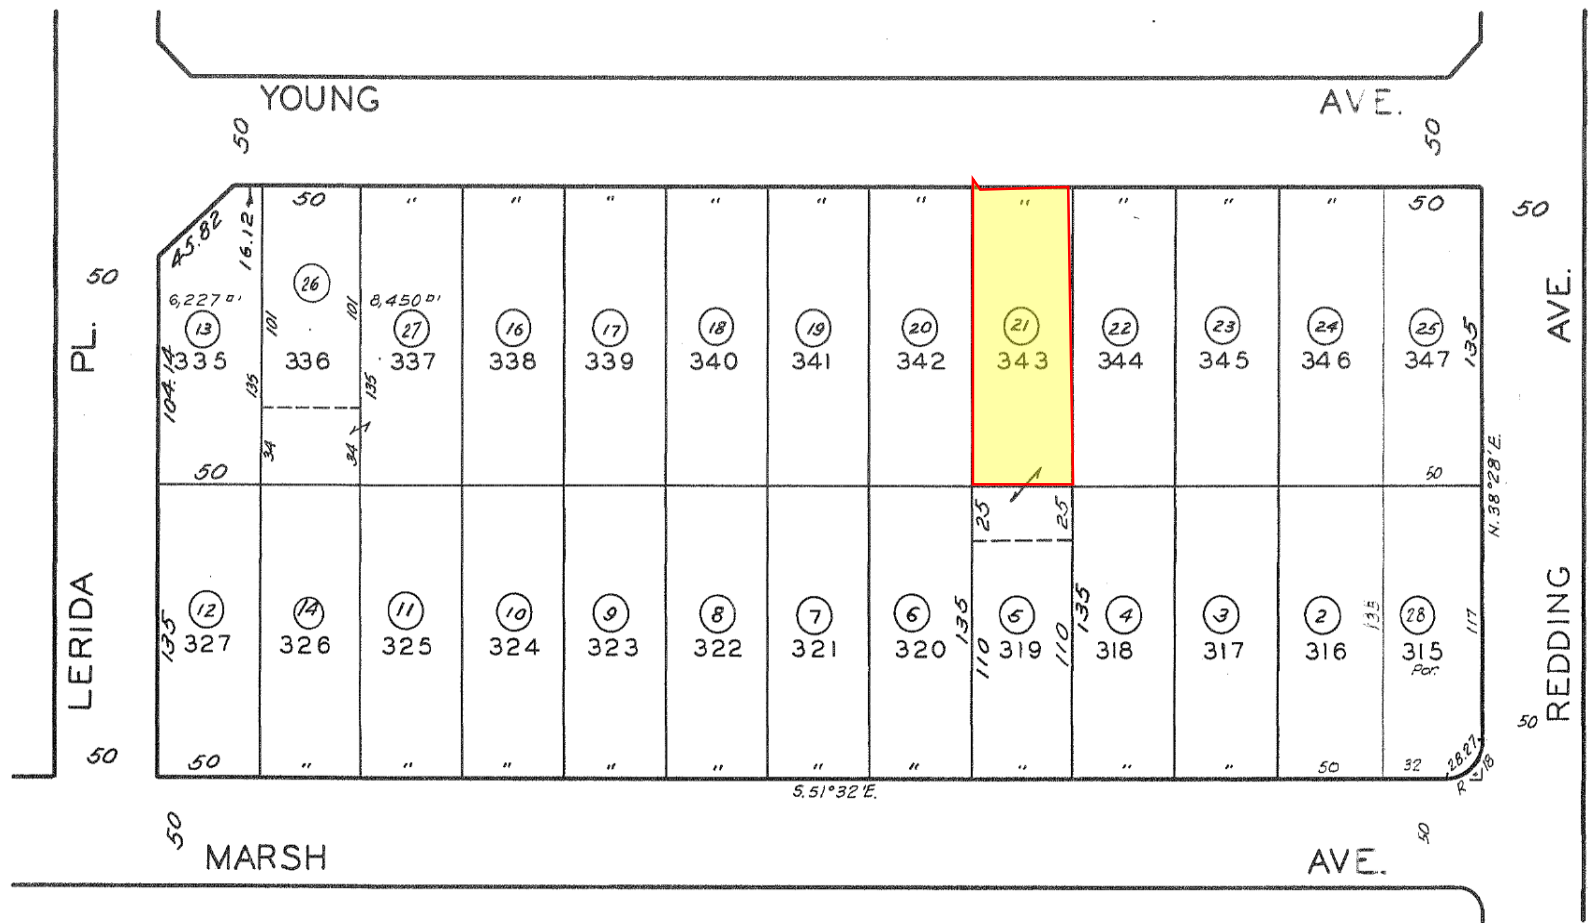 YOUNG AVE.
50 50
50 " " " " " " " " " " 50 50
45.82 16.12
50
26
6,227 □' 101 101 8,450 □'
13 27 16 17 18 19 20 21 22 23 24 25
335 336 337 338 339 340 341 342 343 344 345 346 347
104.14 135 135 135
PL. AVE.
34 34
50 50
N. 38°28'E.
25 25
12 14 11 10 9 8 7 6 5 4 3 2 28
327 326 325 324 323 322 321 320 319 318 317 316 315
Por.
135 135 110 110 135 135 117
LERIDA REDDING
50 50
50 " " " " " " " " " " 50 32
28.27
R = 18
S.51°32'E.
50 50
MARSH AVE.